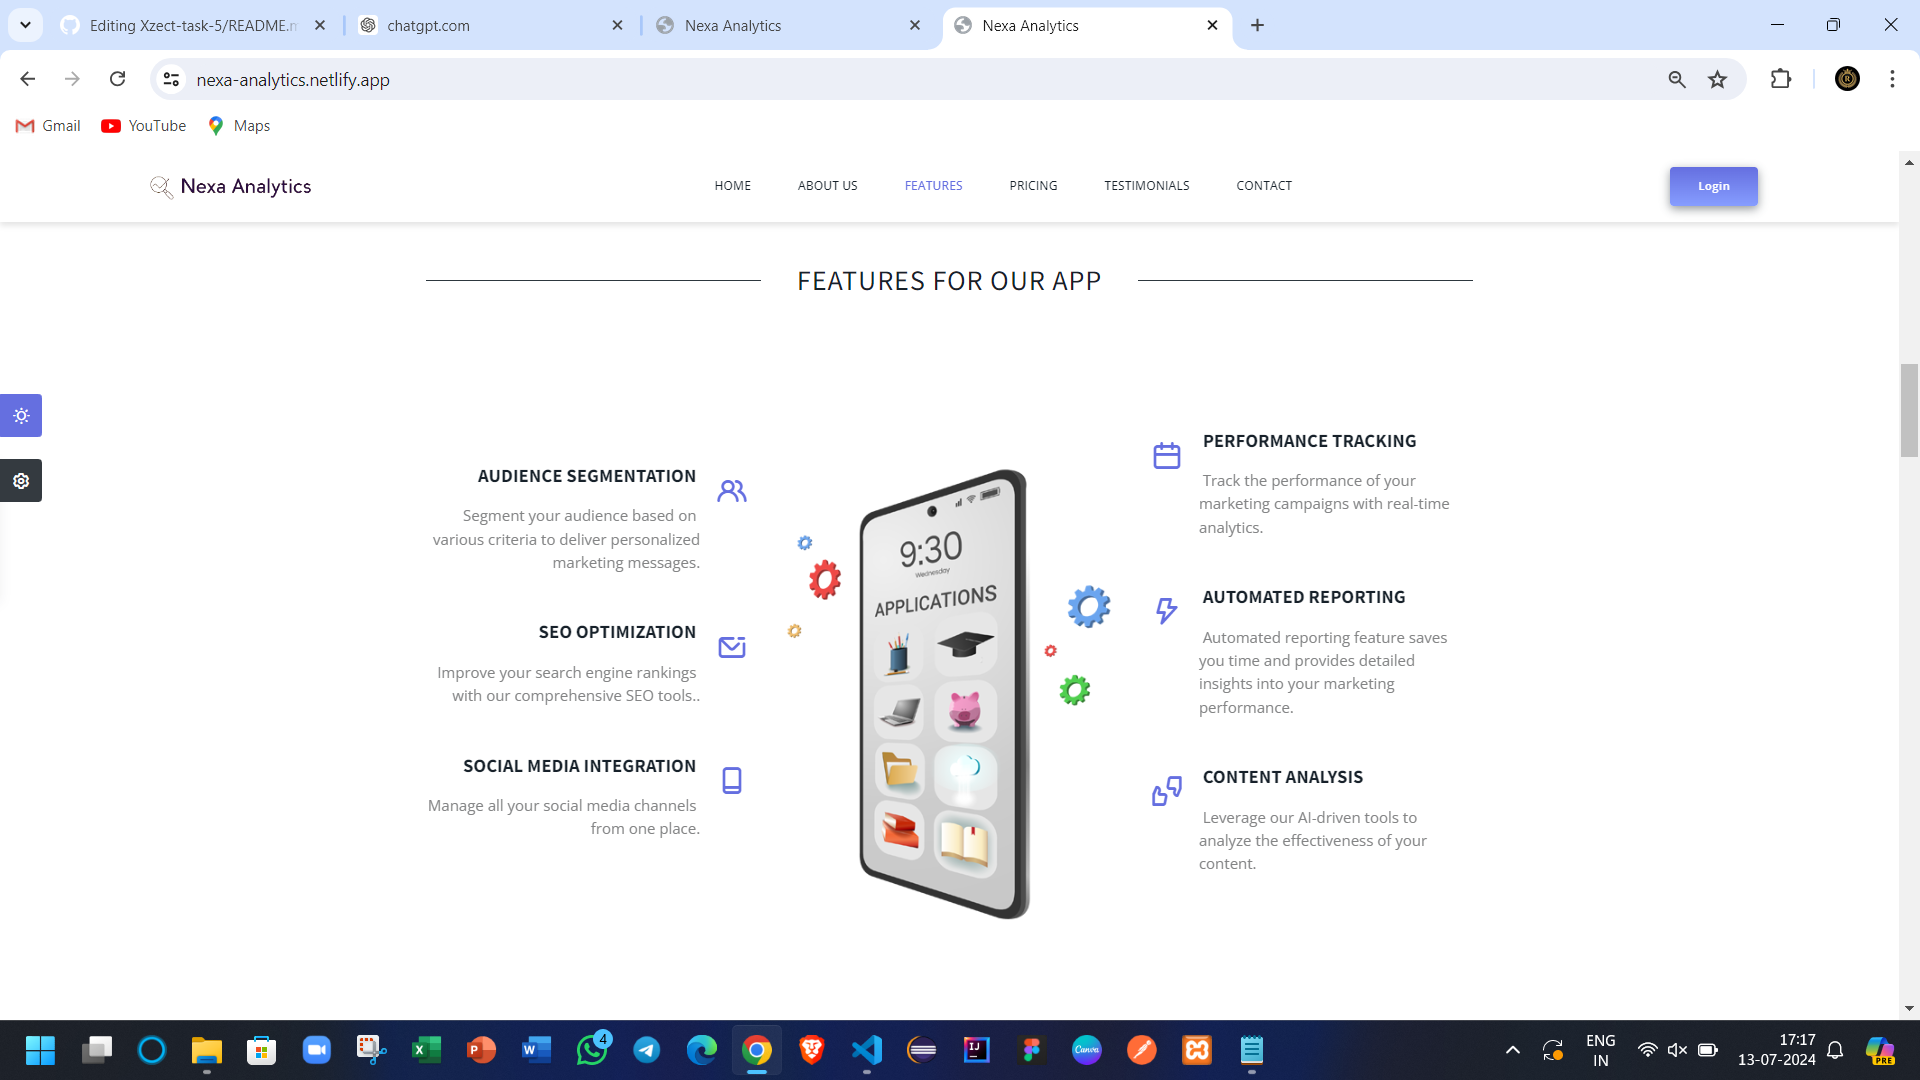 Editing Xzect-task-5/README.m
chatgpt.com
Nexa Analytics
Nexa Analytics
nexa-analytics.netlify.app
Gmail
YouTube
Maps
Nexa Analytics
HOME
ABOUT US
FEATURES
PRICING
TESTIMONIALS
CONTACT
Login
FEATURES FOR OUR APP
AUDIENCE SEGMENTATION
Segment your audience based on
various criteria to deliver personalized
marketing messages.
SEO OPTIMIZATION
Improve your search engine rankings
with our comprehensive SEO tools..
SOCIAL MEDIA INTEGRATION
Manage all your social media channels
from one place.
9:30
Wednesday
APPLICATIONS
PERFORMANCE TRACKING
Track the performance of your
marketing campaigns with real-time
analytics.
AUTOMATED REPORTING
Automated reporting feature saves
you time and provides detailed
insights into your marketing
performance.
CONTENT ANALYSIS
Leverage our AI-driven tools to
analyze the effectiveness of your
content.
4
Canva
ENG
IN
17:17
13-07-2024
PRE